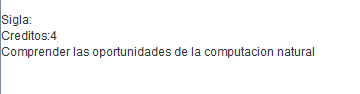 Sigla:
Creditos:4
Comprender las oportunidades de la computacion natural